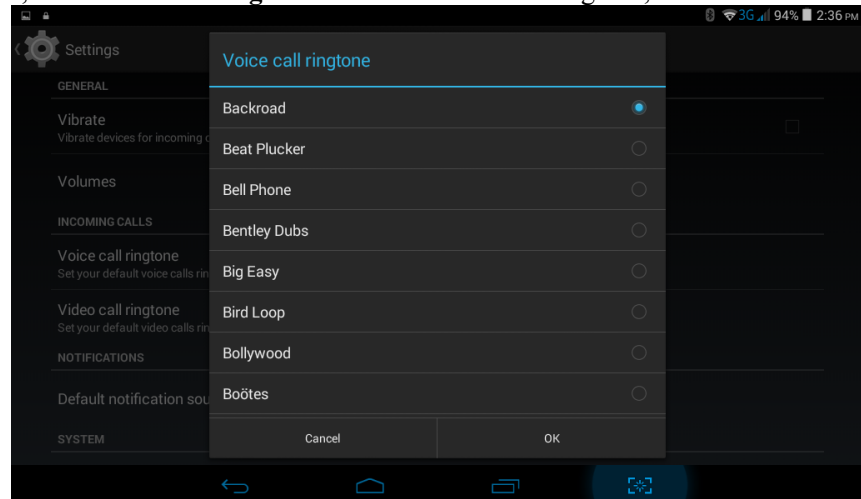 3G 94% 2:36 PM
Settings
Voice call ringtone
GENERAL
Backroad
Vibrate
Vibrate devices for incoming
Beat Plucker
Volumes
Bell Phone
INCOMING CALLS
Bentley Dubs
Voice call ringtone
Set your default voice calls rin
Big Easy
Video call ringtone
Set your default video calls rin
Bird Loop
NOTIFICATIONS
Bollywood
Default notification sou
Boötes
SYSTEM
Cancel OK